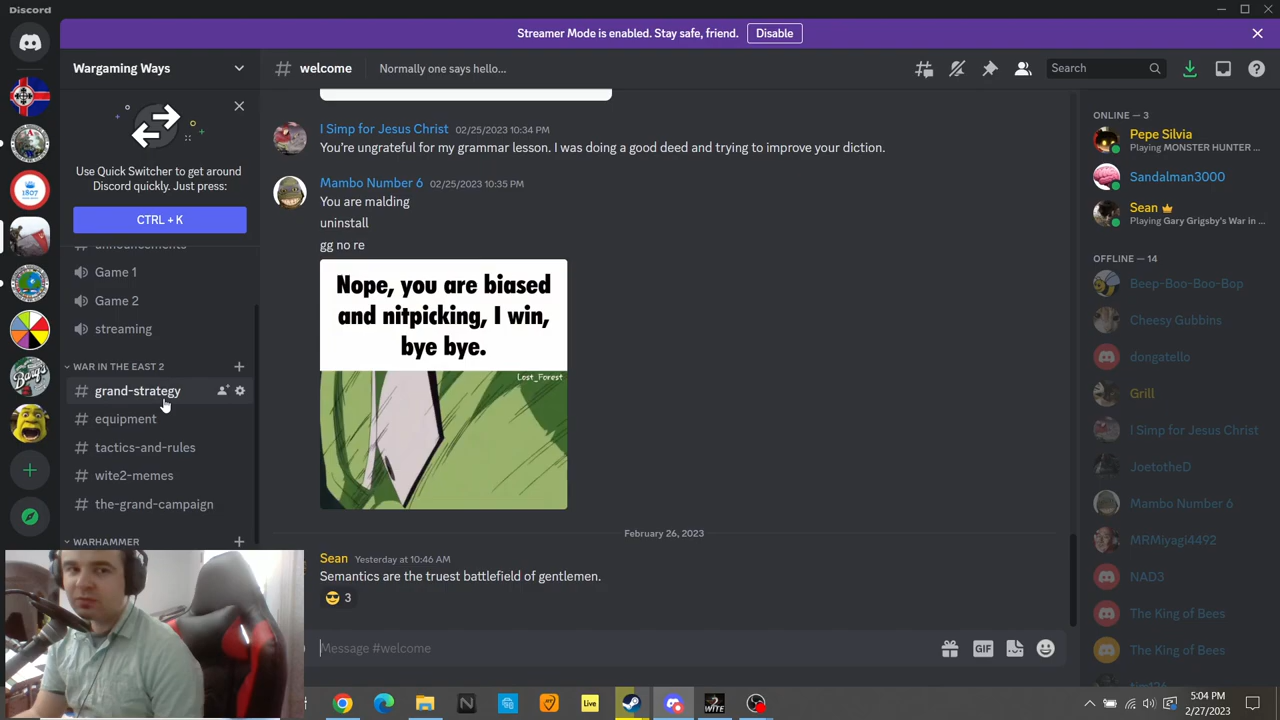 Discord
Streamer Mode is enabled. Stay safe, friend.
Disable
Wargaming Ways
welcome
Normally one says hello...
Search
Use Quick Switcher to get around
Discord quickly. Just press:
CTRL + K
Game 1
Game 2
streaming
WAR IN THE EAST 2
grand-strategy
equipment
tactics-and-rules
wite2-memes
the-grand-campaign
WARHAMMER
I Simp for Jesus Christ 02/25/2023 10:34 PM
You're ungrateful for my grammar lesson. I was doing a good deed and trying to improve your diction.
Mambo Number 6 02/25/2023 10:35 PM
You are malding
uninstall
gg no re
Nope, you are biased
and nitpicking, I win,
bye bye.
Lost_Forest
February 26, 2023
Sean Yesterday at 10:46 AM
Semantics are the truest battlefield of gentlemen.
3
Message #welcome
GIF
ONLINE — 3
Pepe Silvia
Playing MONSTER HUNTER ...
Sandalman3000
Sean
Playing Gary Grigsby's War in ...
OFFLINE — 14
Beep-Boo-Boo-Bop
Cheesy Gubbins
dongatello
Grill
I Simp for Jesus Christ
JoetotheD
Mambo Number 6
MRMiyagi4492
NAD3
The King of Bees
The King of Bees
1807
Live
WITE
5:04 PM
2/27/2023